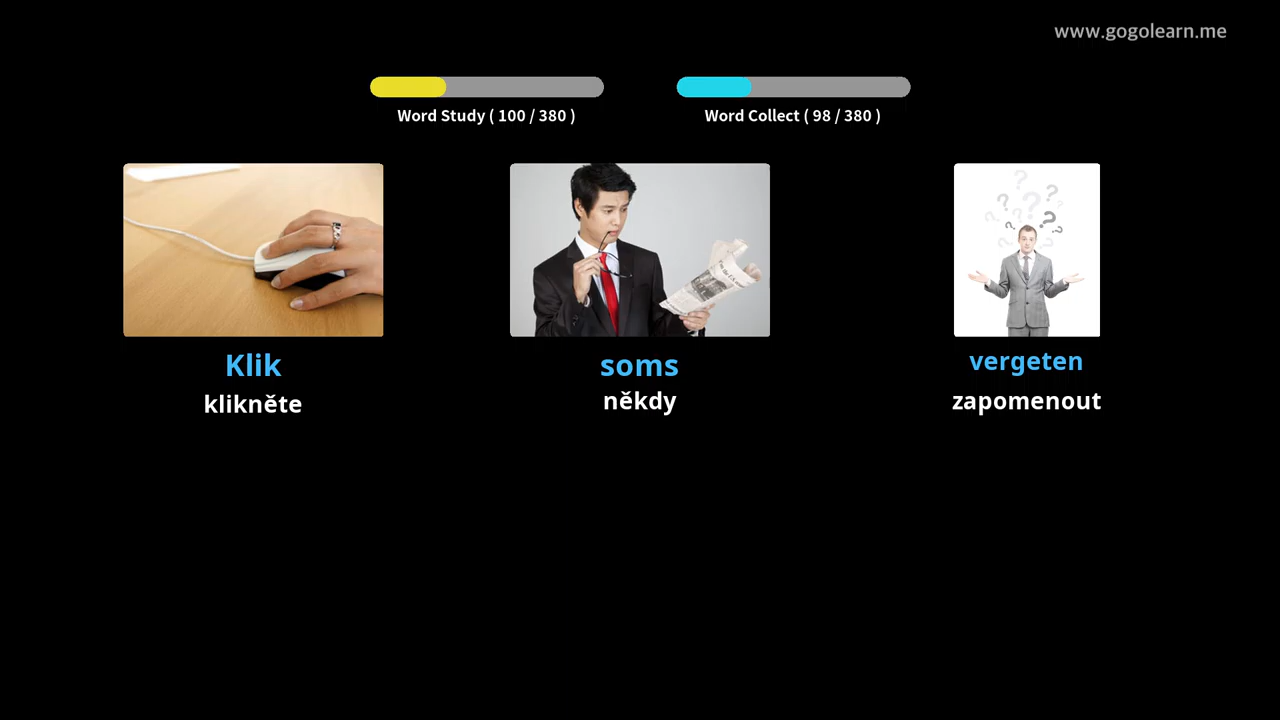 www.gogolearn.me
Word Study ( 100 / 380 )
Word Collect ( 98 / 380 )
Klik
soms
vergeten
klikněte
někdy
zapomenout